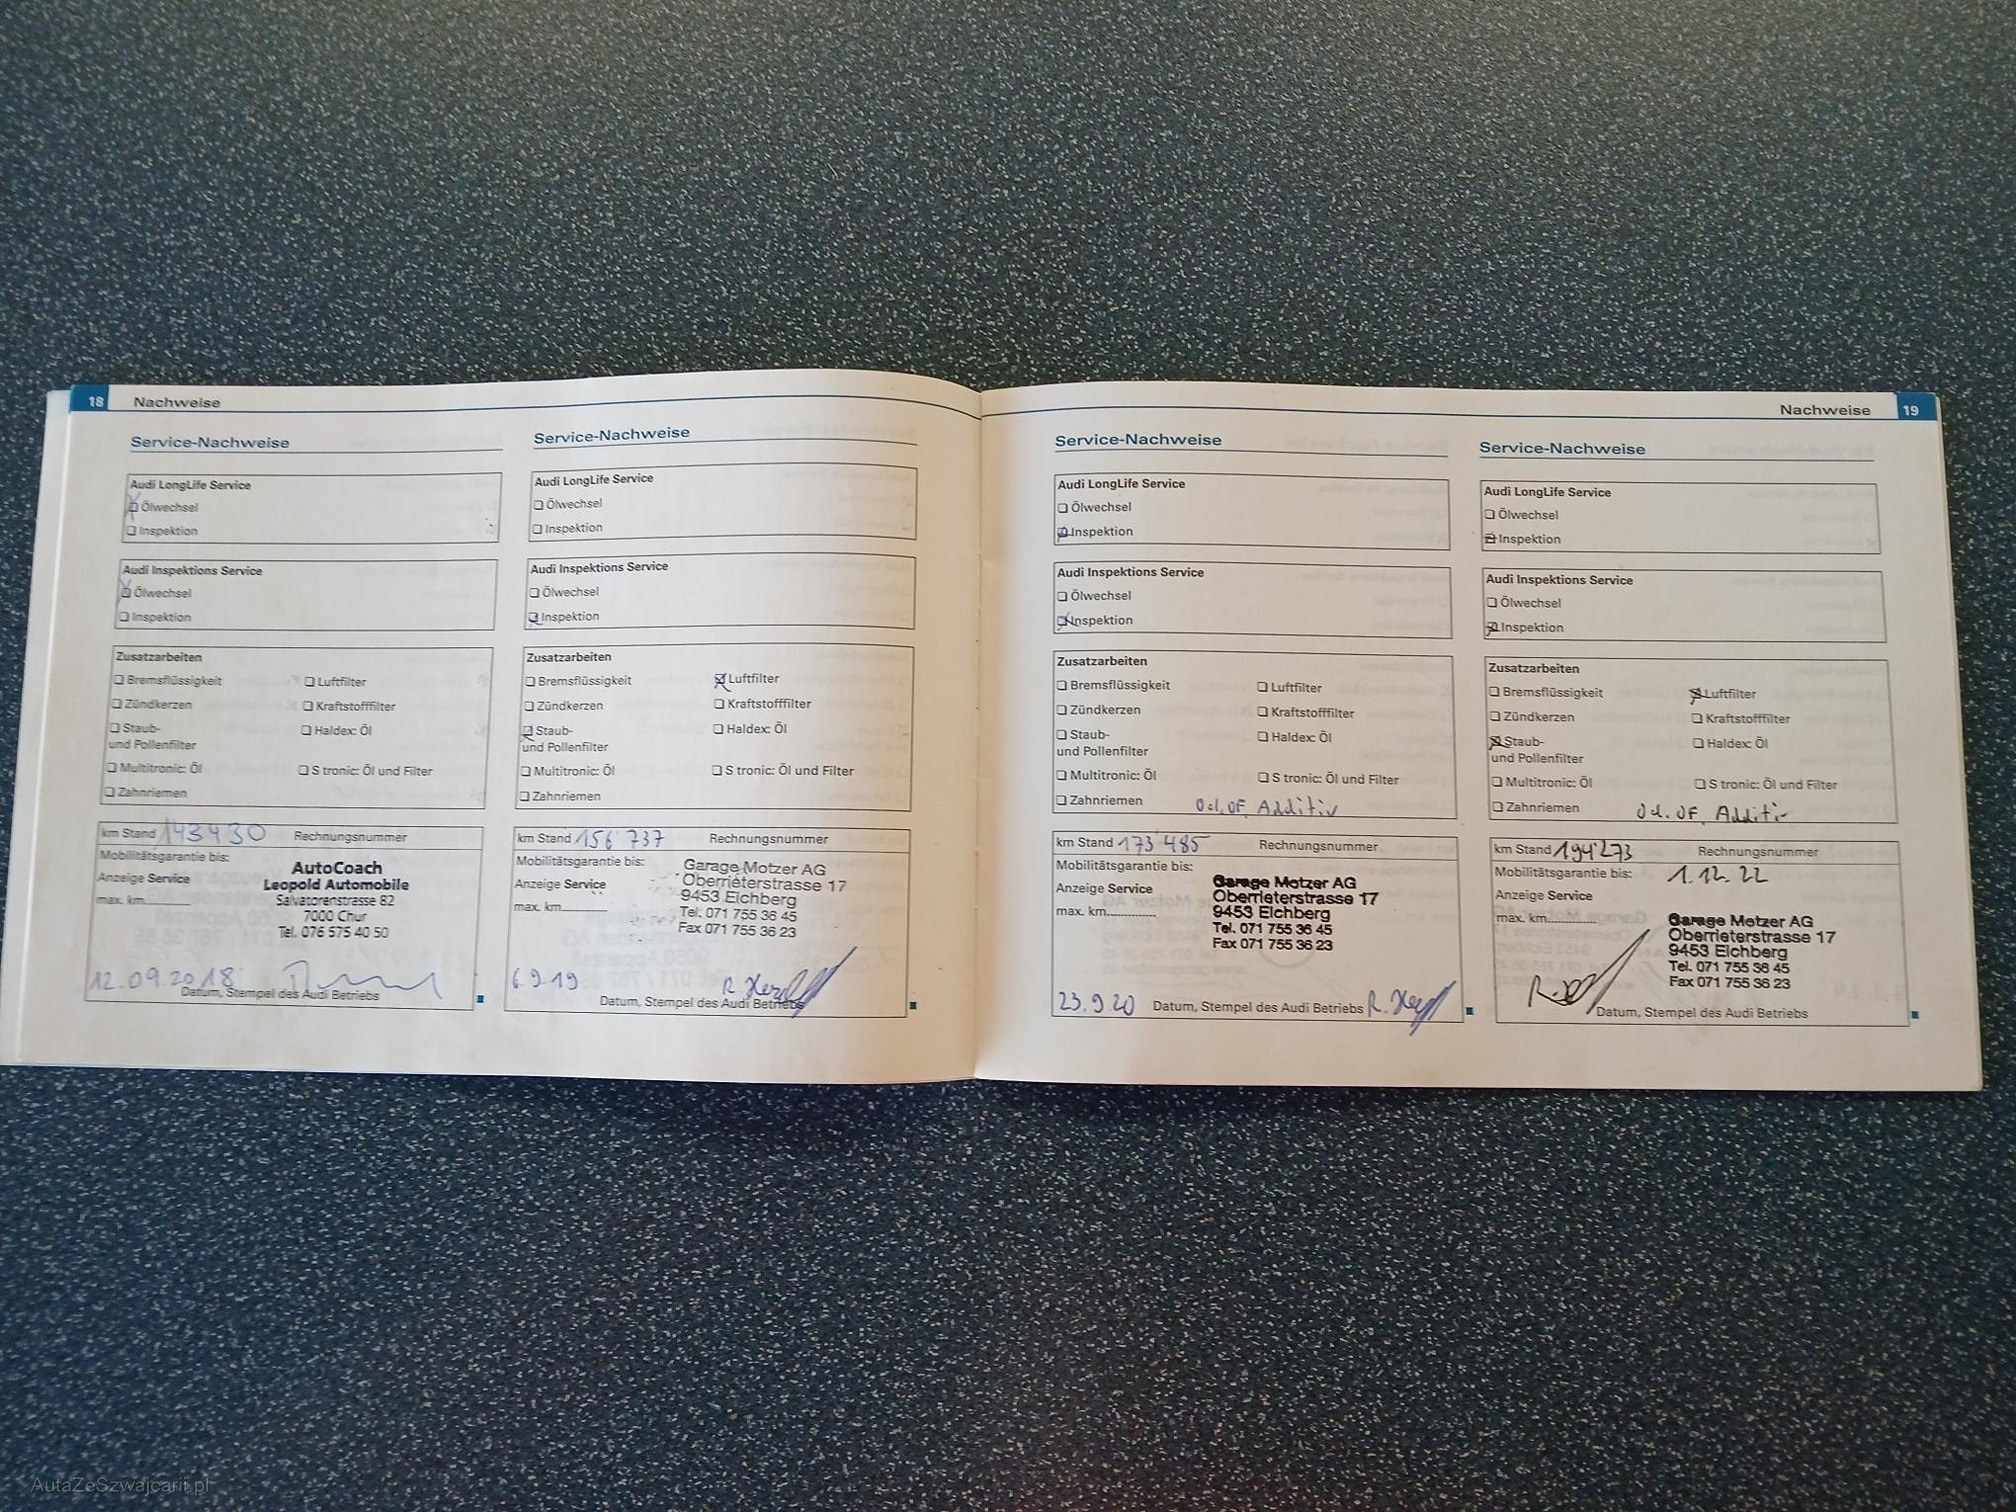 18 Nachweise
Service-Nachweise
Audi LongLife Service
Ölwechsel
Inspektion
Audi Inspektions Service
Ölwechsel
Inspektion
Zusatzarbeiten
Bremsflüssigkeit Luftfilter
Zündkerzen Kraftstofffilter
Staub- Haldex: Öl
und Pollenfilter
Multitronic: Öl S tronic: Öl und Filter
Zahnriemen
km Stand 143430 Rechnungsnummer
Mobilitätsgarantie bis:
AutoCoach
Anzeige Service
Leopold Automobile
max. km
Salvatorenstrasse 82
7000 Chur
Tel. 076 575 40 50
12.09.2018
Datum, Stempel des Audi Betriebs
Service-Nachweise
Audi LongLife Service
Ölwechsel
Inspektion
Audi Inspektions Service
Ölwechsel
Inspektion
Zusatzarbeiten
Bremsflüssigkeit Luftfilter
Zündkerzen Kraftstofffilter
Staub- Haldex: Öl
und Pollenfilter
Multitronic: Öl S tronic: Öl und Filter
Zahnriemen
km Stand 156'737 Rechnungsnummer
Mobilitätsgarantie bis:
Garage Motzer AG
Anzeige Service
Oberrieterstrasse 17
max. km
9453 Eichberg
Tel. 071 755 36 45
Fax 071 755 36 23
6.9.19
Datum, Stempel des Audi Betriebs
Nachweise 19
Service-Nachweise
Audi LongLife Service
Ölwechsel
Inspektion
Audi Inspektions Service
Ölwechsel
Inspektion
Zusatzarbeiten
Bremsflüssigkeit Luftfilter
Zündkerzen Kraftstofffilter
Staub- Haldex: Öl
und Pollenfilter
Multitronic: Öl S tronic: Öl und Filter
Zahnriemen Additiv
km Stand 173'485 Rechnungsnummer
Mobilitätsgarantie bis:
Garage Motzer AG
Anzeige Service
Oberrieterstrasse 17
max. km
9453 Eichberg
Tel. 071 755 36 45
Fax 071 755 36 23
23.9.20 Datum, Stempel des Audi Betriebs
Service-Nachweise
Audi LongLife Service
Ölwechsel
Inspektion
Audi Inspektions Service
Ölwechsel
Inspektion
Zusatzarbeiten
Bremsflüssigkeit Luftfilter
Zündkerzen Kraftstofffilter
Staub- Haldex: Öl
und Pollenfilter
Multitronic: Öl S tronic: Öl und Filter
Zahnriemen Additiv
km Stand 194'273 Rechnungsnummer
Mobilitätsgarantie bis: 1.12.22
Anzeige Service
max. km
Garage Motzer AG
Oberrieterstrasse 17
9453 Eichberg
Tel. 071 755 36 45
Fax 071 755 36 23
Datum, Stempel des Audi Betriebs
AutaZeSzwajcarii.pl